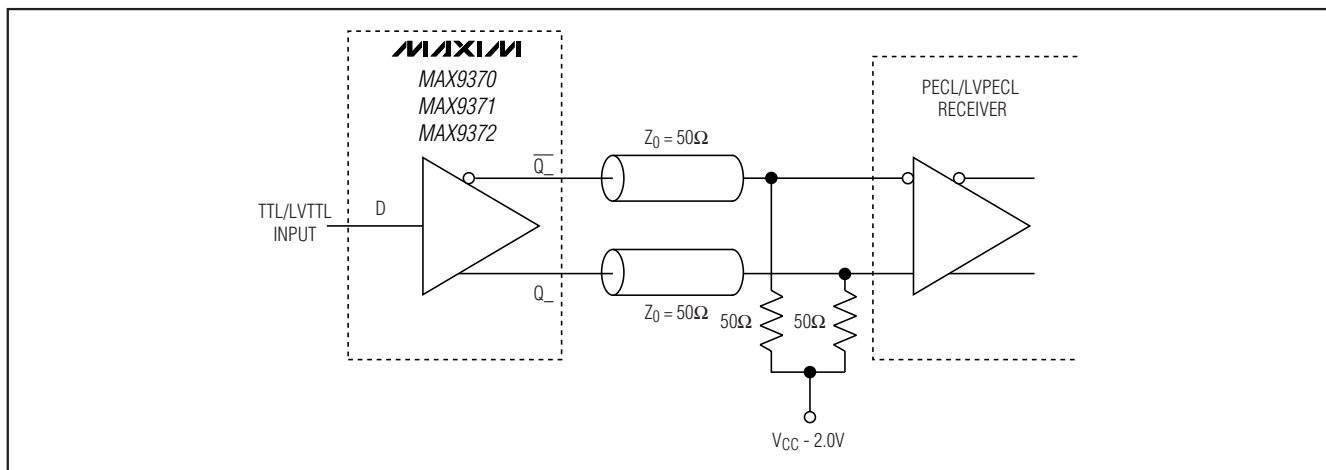 MAXIM
MAX9370
MAX9371
MAX9372
PECL/LVPECL
RECEIVER
Z₀ = 50Ω
Q̅_̅
TTL/LVTTL
INPUT
D
Q_
Z₀ = 50Ω
50Ω
50Ω
V_CC - 2.0V